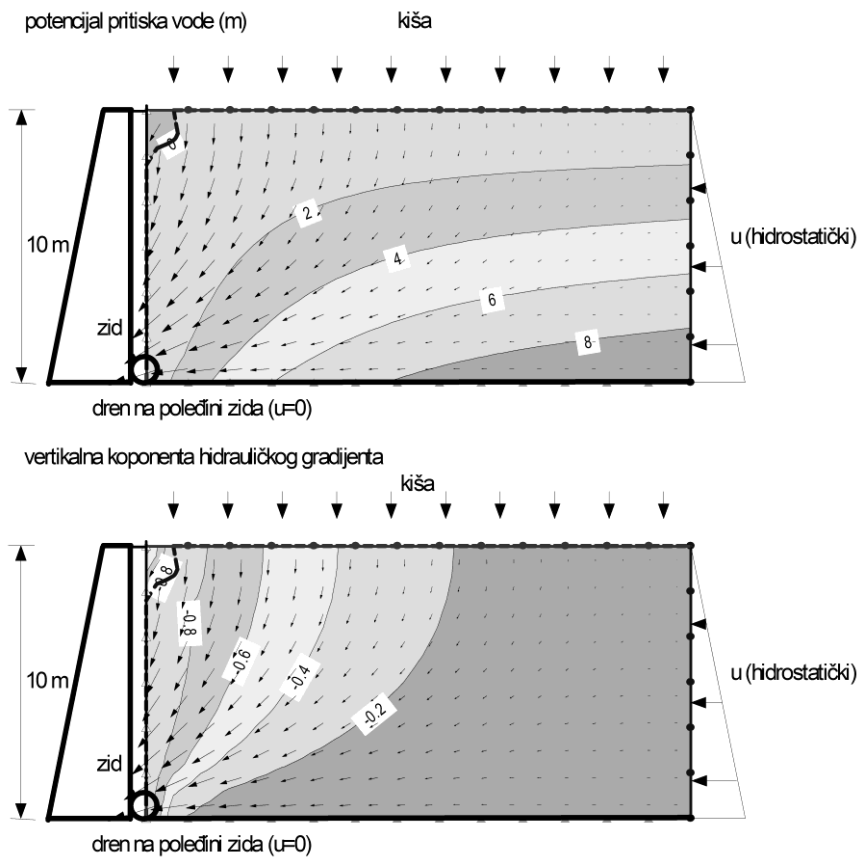 potencijal pritiska vode (m)
kiša
0
2
10 m
4
u (hidrostatički)
6
zid
8
dren na poleđini zida (u=0)
vertikalna koponenta hidrauličkog gradijenta
kiša
-0.8
-0.6
10 m
-0.4
u (hidrostatički)
-0.2
zid
dren na poleđini zida (u=0)